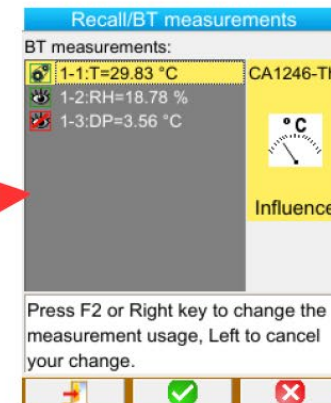 Recall/BT measurements
BT measurements:
1-1:T=29.83 °C
1-2:RH=18.78 %
1-3:DP=3.56 °C
°C
Influence
Press F2 or Right key to change the
measurement usage, Left to cancel
your change.